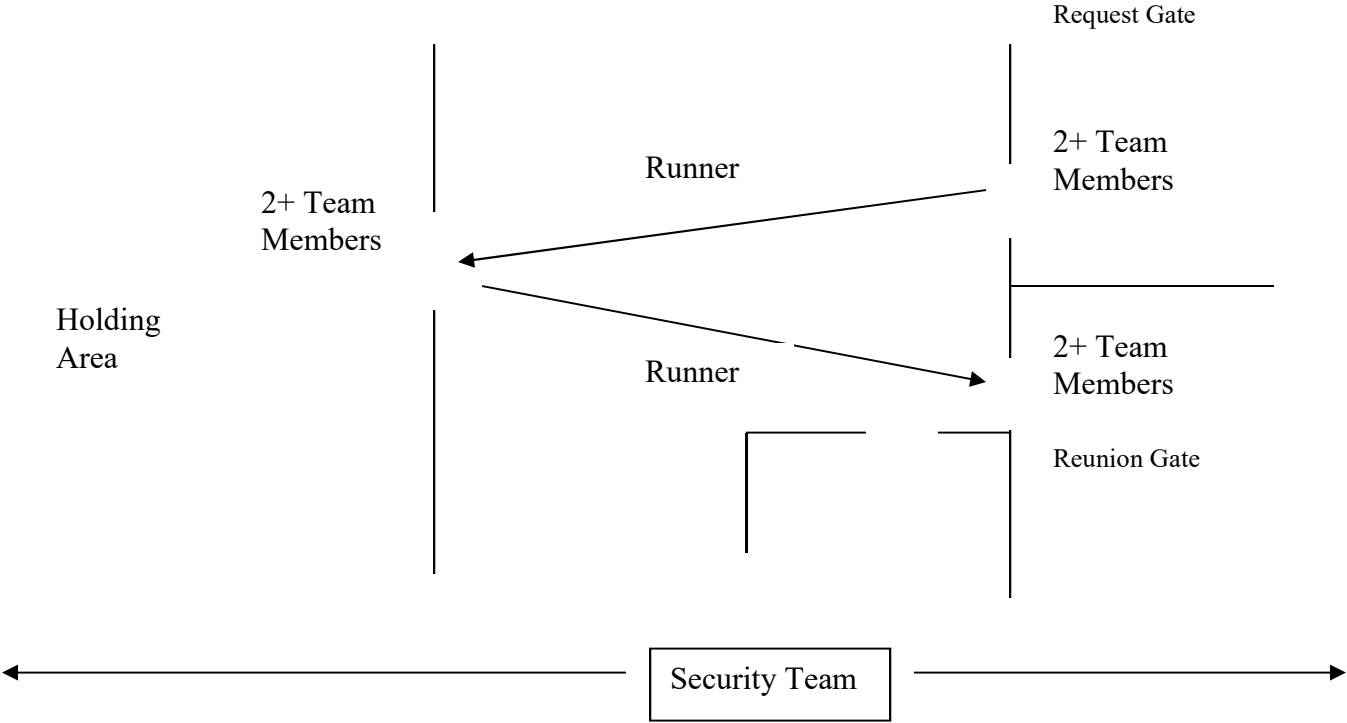 Request Gate
2+ Team
Members
Runner
2+ Team
Members
Holding
Area
2+ Team
Members
Runner
Reunion Gate
Security Team